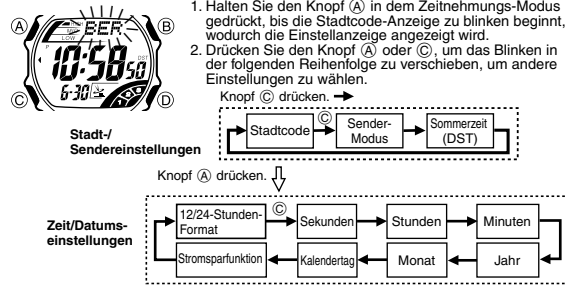 1. Halten Sie den Knopf Ⓐ in dem Zeitnehmungs-Modus
gedrückt, bis die Stadtcode-Anzeige zu blinken beginnt,
wodurch die Einstellanzeige angezeigt wird.
2. Drücken Sie den Knopf Ⓐ oder Ⓒ, um das Blinken in
der folgenden Reihenfolge zu verschieben, um andere
Einstellungen zu wählen.
Ⓐ Ⓑ
BER
LOW
P
10:58 50
DST
6-30
Ⓒ Ⓓ
Knopf Ⓒ drücken. →
Stadt-/
Sendereinstellungen
Stadtcode
Ⓒ
Sender-
Modus
Sommerzeit
(DST)
Knopf Ⓐ drücken.
Zeit/Datums-
einstellungen
12/24-Stunden-
Format
Ⓒ
Sekunden
Stunden
Minuten
Stromsparfunktion
Kalendertag
Monat
Jahr